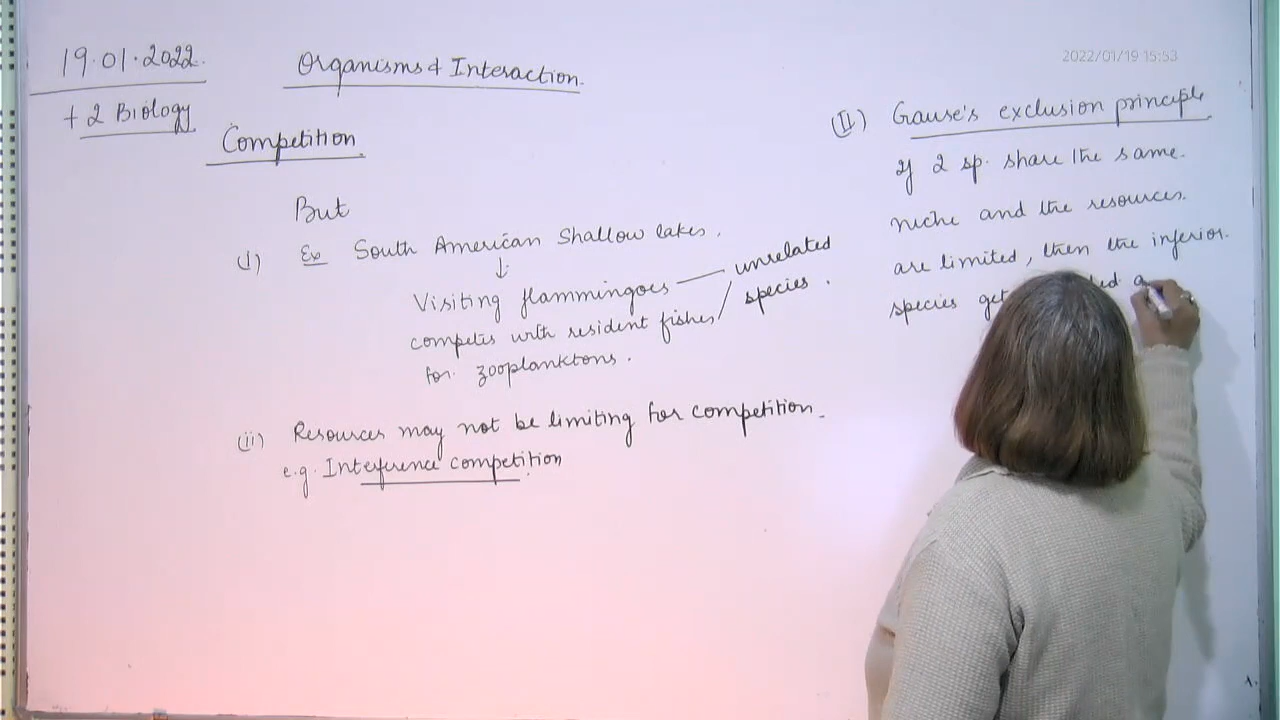 19.01.2022.
Organisms & Interaction.
2022/01/19 15:53
+2 Biology
Competition
But
(i) Ex South American Shallow lakes.
↓
Visiting flammingoes — unrelated
competes with resident fishes / species.
for zooplanktons.
(ii) Resources may not be limiting for competition.
e.g. Interference competition
(II) Gause's exclusion principle
If 2 sp. share the same.
niche and the resources.
are limited, then the inferior.
species get